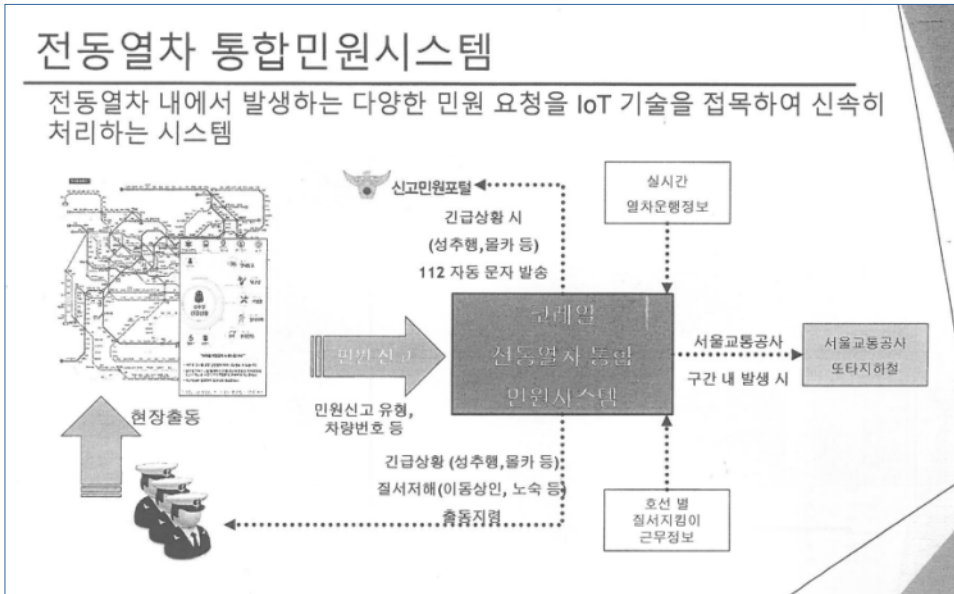 전동열차 통합민원시스템
전동열차 내에서 발생하는 다양한 민원 요청을 IoT 기술을 접목하여 신속히
처리하는 시스템
신고민원포털
긴급상황 시
(성추행,몰카 등)
112 자동 문자 발송
실시간
열차운행정보
민원 신고
민원신고 유형,
차량번호 등
코레일
전동열차 통합
민원시스템
서울교통공사
구간 내 발생 시
서울교통공사
또타지하철
현장출동
긴급상황 (성추행,몰카 등)
질서저해(이동상인, 노숙 등)
출동지령
호선 별
질서지킴이
근무정보